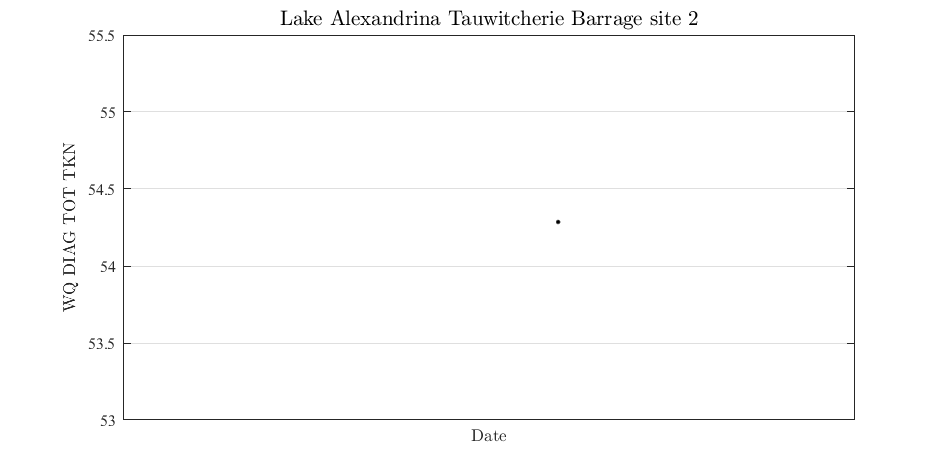 Lake Alexandrina Tauwitcherie Barrage site 2
55.5
55
54.5
54
53.5
53
WQ DIAG TOT TKN
Date